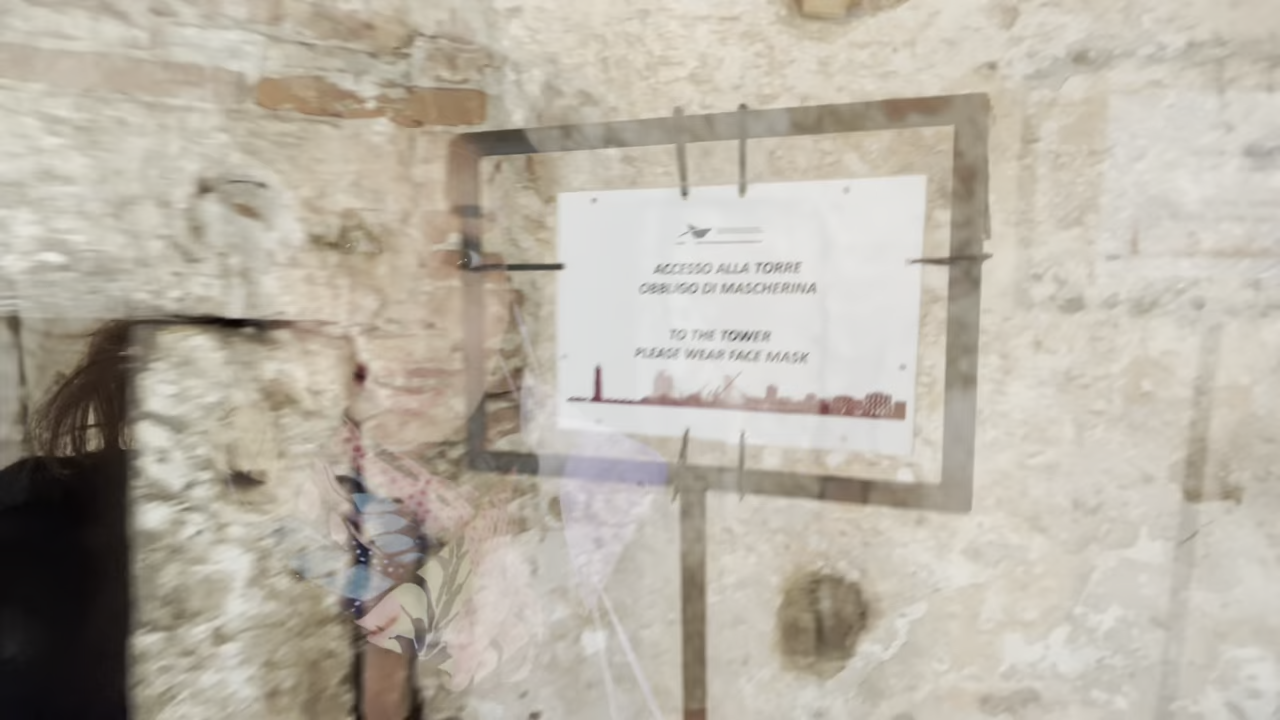 ACCESSO ALLA TORRE
OBBLIGO DI MASCHERINA
TO THE TOWER
PLEASE WEAR FACE MASK